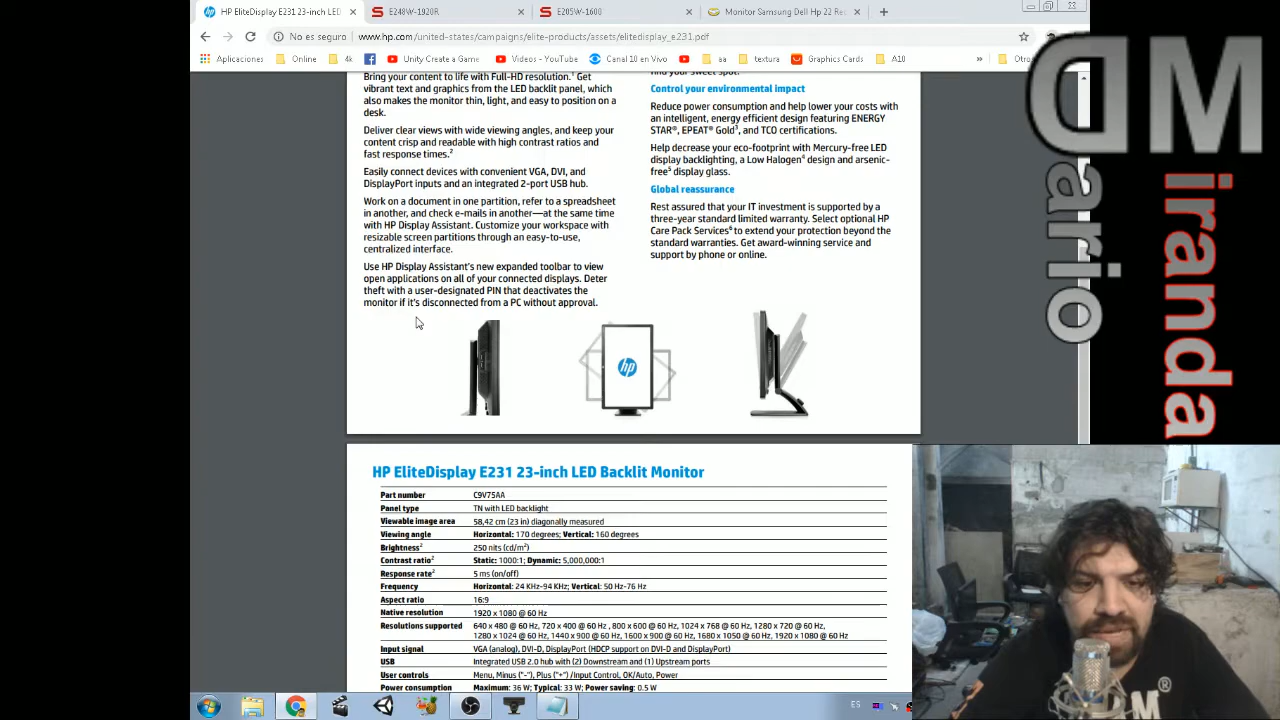 HP EliteDisplay E231 23-inch LED
E248W-1920R
E205W-1600
Monitor Samsung Dell Hp 22 Res
No es seguro
www.hp.com/united-states/campaigns/elite-products/assets/elitedisplay_e231.pdf
Aplicaciones
Online
4k
Unity Create a Game
Videos - YouTube
Canal 10 en Vivo
aa
textura
Graphics Cards
A10
»
Otros
Bring your content to life with Full-HD resolution.1 Get
vibrant text and graphics from the LED backlit panel, which
also makes the monitor thin, light, and easy to position on a
desk.
Deliver clear views with wide viewing angles, and keep your
content crisp and readable with high contrast ratios and
fast response times.2
Easily connect devices with convenient VGA, DVI, and
DisplayPort inputs and an integrated 2-port USB hub.
Work on a document in one partition, refer to a spreadsheet
in another, and check e-mails in another—at the same time
with HP Display Assistant. Customize your workspace with
resizable screen partitions through an easy-to-use,
centralized interface.
Use HP Display Assistant's new expanded toolbar to view
open applications on all of your connected displays. Deter
theft with a user-designated PIN that deactivates the
monitor if it's disconnected from a PC without approval.
find your sweet spot.
Control your environmental impact
Reduce power consumption and help lower your costs with
an intelligent, energy efficient design featuring ENERGY
STAR®, EPEAT® Gold3, and TCO certifications.
Help decrease your eco-footprint with Mercury-free LED
display backlighting, a Low Halogen4 design and arsenic-
free5 display glass.
Global reassurance
Rest assured that your IT investment is supported by a
three-year standard limited warranty. Select optional HP
Care Pack Services6 to extend your protection beyond the
standard warranties. Get award-winning service and
support by phone or online.
hp
HP EliteDisplay E231 23-inch LED Backlit Monitor
Part number C9V75AA
Panel type TN with LED backlight
Viewable image area 58,42 cm (23 in) diagonally measured
Viewing angle Horizontal: 170 degrees; Vertical: 160 degrees
Brightness2 250 nits (cd/m2)
Contrast ratio2 Static: 1000:1; Dynamic: 5,000,000:1
Response rate2 5 ms (on/off)
Frequency Horizontal: 24 KHz-94 KHz; Vertical: 50 Hz-76 Hz
Aspect ratio 16:9
Native resolution 1920 x 1080 @ 60 Hz
Resolutions supported 640 x 480 @ 60 Hz, 720 x 400 @ 60 Hz , 800 x 600 @ 60 Hz, 1024 x 768 @ 60 Hz, 1280 x 720 @ 60 Hz,
1280 x 1024 @ 60 Hz, 1440 x 900 @ 60 Hz, 1600 x 900 @ 60 Hz, 1680 x 1050 @ 60 Hz, 1920 x 1080 @ 60 Hz
Input signal VGA (analog), DVI-D, DisplayPort (HDCP support on DVI-D and DisplayPort)
USB Integrated USB 2.0 hub with (2) Downstream and (1) Upstream ports
User controls Menu, Minus ("-"), Plus ("+") /Input Control, OK/Auto, Power
Power consumption Maximum: 36 W; Typical: 33 W; Power saving: 0.5 W
ES
Miranda
Dario